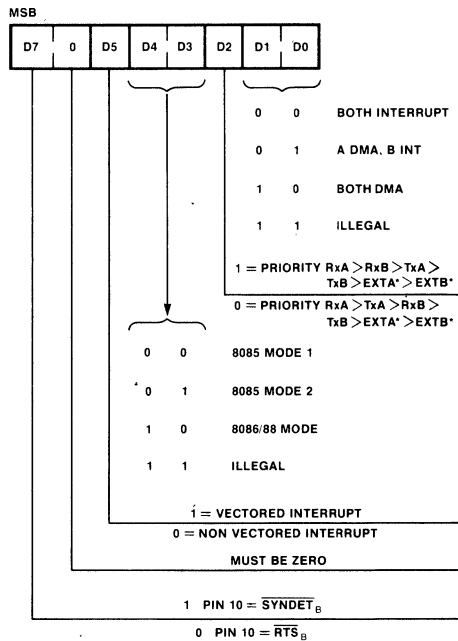 MSB
D7 0 D5 D4 D3 D2 D1 D0
0 0 BOTH INTERRUPT
0 1 A DMA, B INT
1 0 BOTH DMA
1 1 ILLEGAL
1 = PRIORITY RxA > RxB > TxA >
TxB > EXTA* > EXTB*
0 = PRIORITY RxA > TxA > RxB >
TxB > EXTA* > EXTB*
0 0 8085 MODE 1
0 1 8085 MODE 2
1 0 8086/88 MODE
1 1 ILLEGAL
1 = VECTORED INTERRUPT
0 = NON VECTORED INTERRUPT
MUST BE ZERO
1 PIN 10 = SYNDET B
0 PIN 10 = RTS B